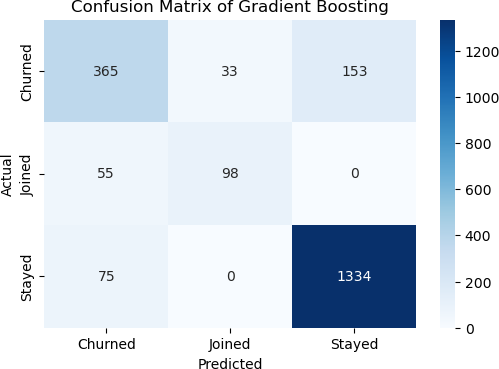 Confusion Matrix of Gradient Boosting
Actual
Churned
Joined
Stayed
365 33 153
55 98 0
75 0 1334
Churned Joined Stayed
Predicted
1200
1000
800
600
400
200
0